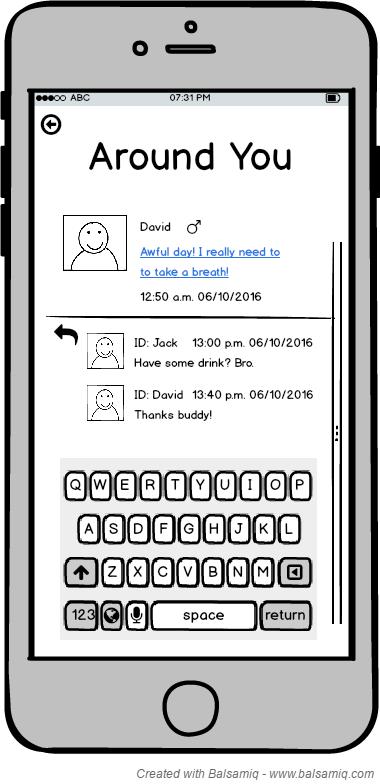 ABC 07:31 PM
Around You
David
Awful day! I really need to
to take a breath!
12:50 a.m. 06/10/2016
ID: Jack 13:00 p.m. 06/10/2016
Have some drink? Bro.
ID: David 13:40 p.m. 06/10/2016
Thanks buddy!
Q W E R T Y U I O P
A S D F G H J K L
Z X C V B N M
123 space return
Created with Balsamiq - www.balsamiq.com